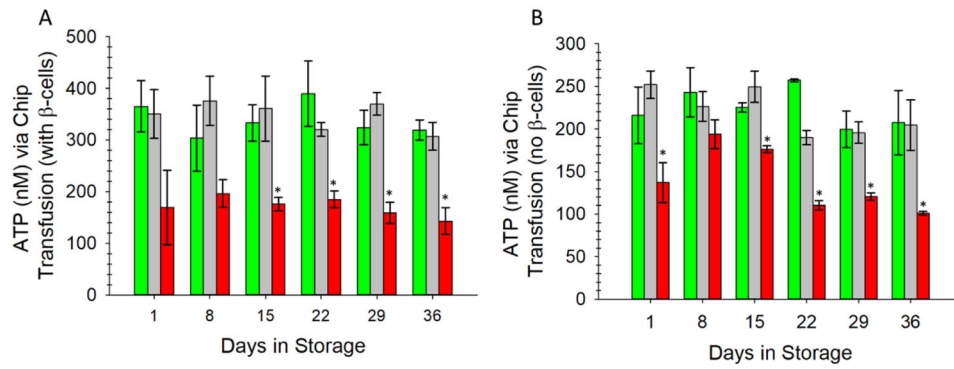 A
ATP (nM) via Chip
Transfusion (with β-cells)
500
400
300
200
100
0
* * * *
1 8 15 22 29 36
Days in Storage
B
ATP (nM) via Chip
Transfusion (no β-cells)
300
250
200
150
100
50
0
* * * * *
1 8 15 22 29 36
Days in Storage